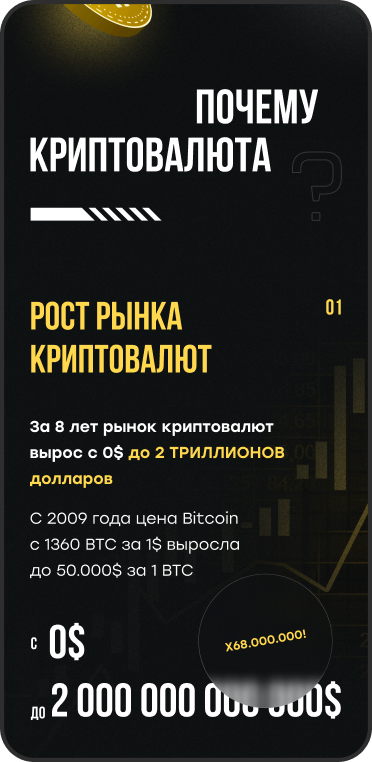 ПОЧЕМУ
КРИПТОВАЛЮТА
?
РОСТ РЫНКА
01
КРИПТОВАЛЮТ
За 8 лет рынок криптовалют
вырос с 0$ до 2 ТРИЛЛИОНОВ
долларов
С 2009 года цена Bitcoin
с 1360 BTC за 1$ выросла
до 50.000$ за 1 BTC
с 0$
X68.000.000!
до 2 000 000 000 000$